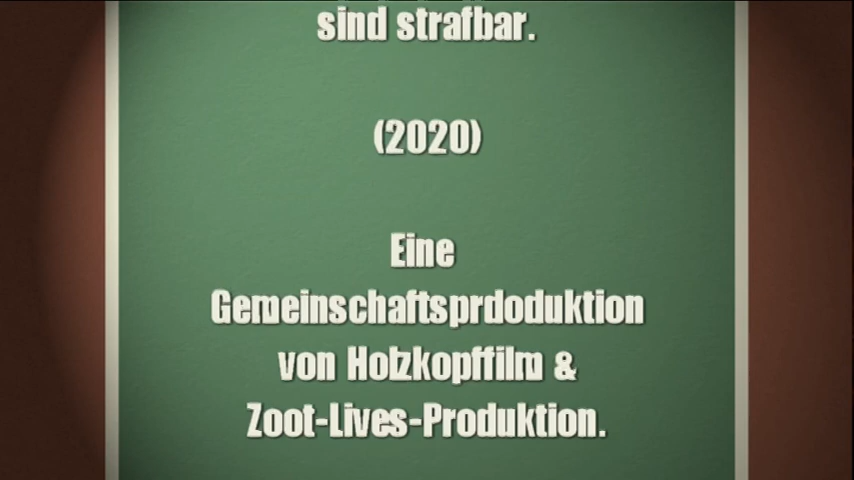 sind strafbar.
(2020)
Eine
Gemeinschaftsprdoduktion
von Holzkopffilm &
Zoot-Lives-Produktion.